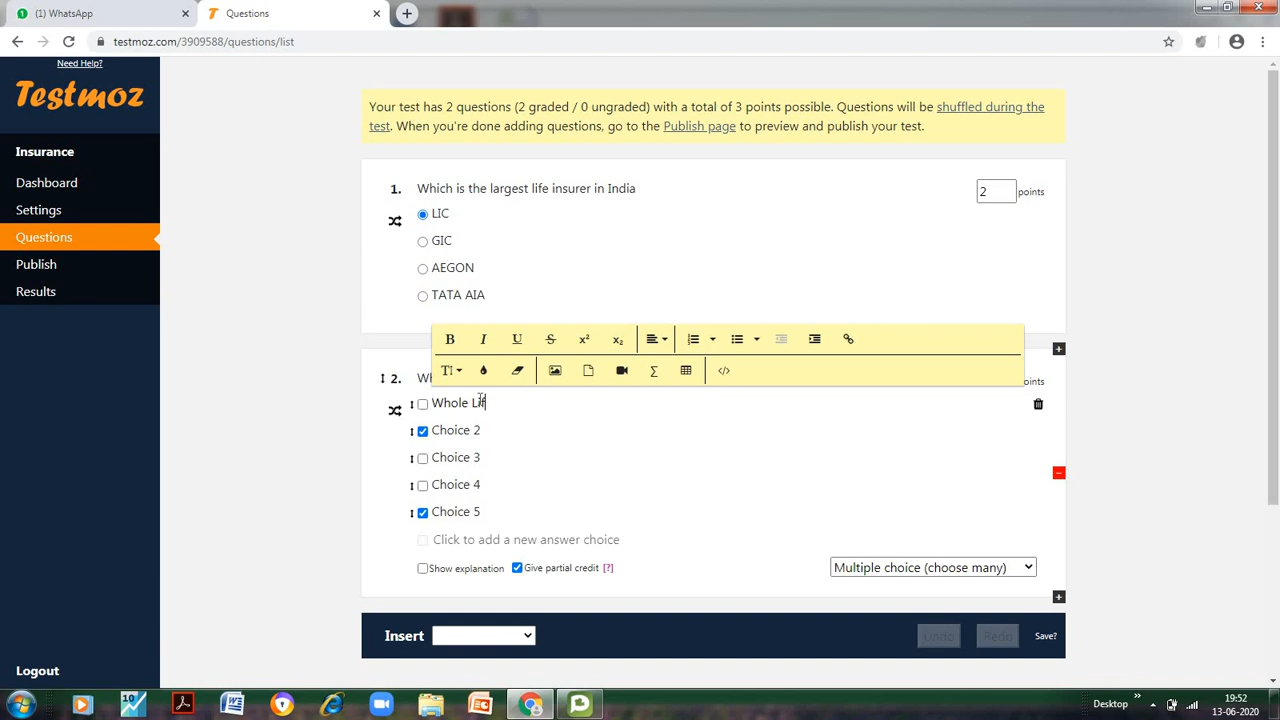 (1) WhatsApp
Questions
testmoz.com/3909588/questions/list
Need Help?
Testmoz
Insurance
Dashboard
Settings
Questions
Publish
Results
Logout
Your test has 2 questions (2 graded / 0 ungraded) with a total of 3 points possible. Questions will be shuffled during the
test. When you're done adding questions, go to the Publish page to preview and publish your test.
1. Which is the largest life insurer in India
2 points
LIC
GIC
AEGON
TATA AIA
B I U S x² x₂
TI Σ </>
2. Wh
oints
Whole Lif
Choice 2
Choice 3
Choice 4
Choice 5
Click to add a new answer choice
Show explanation Give partial credit [?]
Multiple choice (choose many)
Insert
Undo Redo Save?
Desktop
19:52
13-06-2020